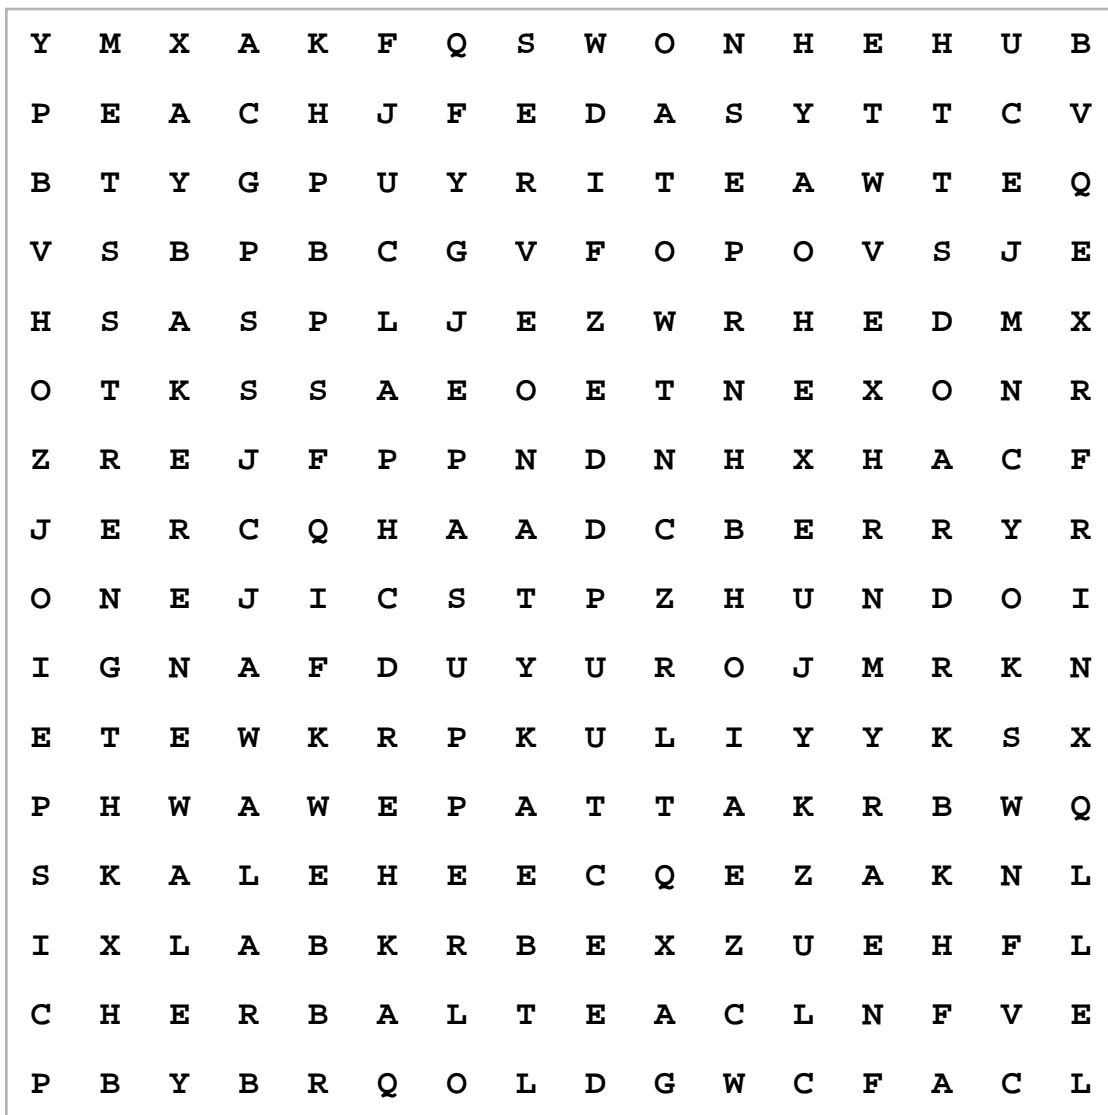 Y M X A K F Q S W O N H E H U B
P E A C H J F E D A S Y T T C V
B T Y G P U Y R I T E A W T E Q
V S B P B C G V F O P O V S J E
H S A S P L J E Z W R H E D M X
O T K S S A E O E T N E X O N R
Z R E J F P P N D N H X H A C F
J E R C Q H A A D C B E R R Y R
O N E J I C S T P Z H U N D O I
I G N A F D U Y U R O J M R K N
E T E W K R P K U L I Y Y K S X
P H W A W E P A T T A K R B W Q
S K A L E H E E C Q E Z A K N L
I X L A B K R B E X Z U E H F L
C H E R B A L T E A C L N F V E
P B Y B R Q O L D G W C F A C L